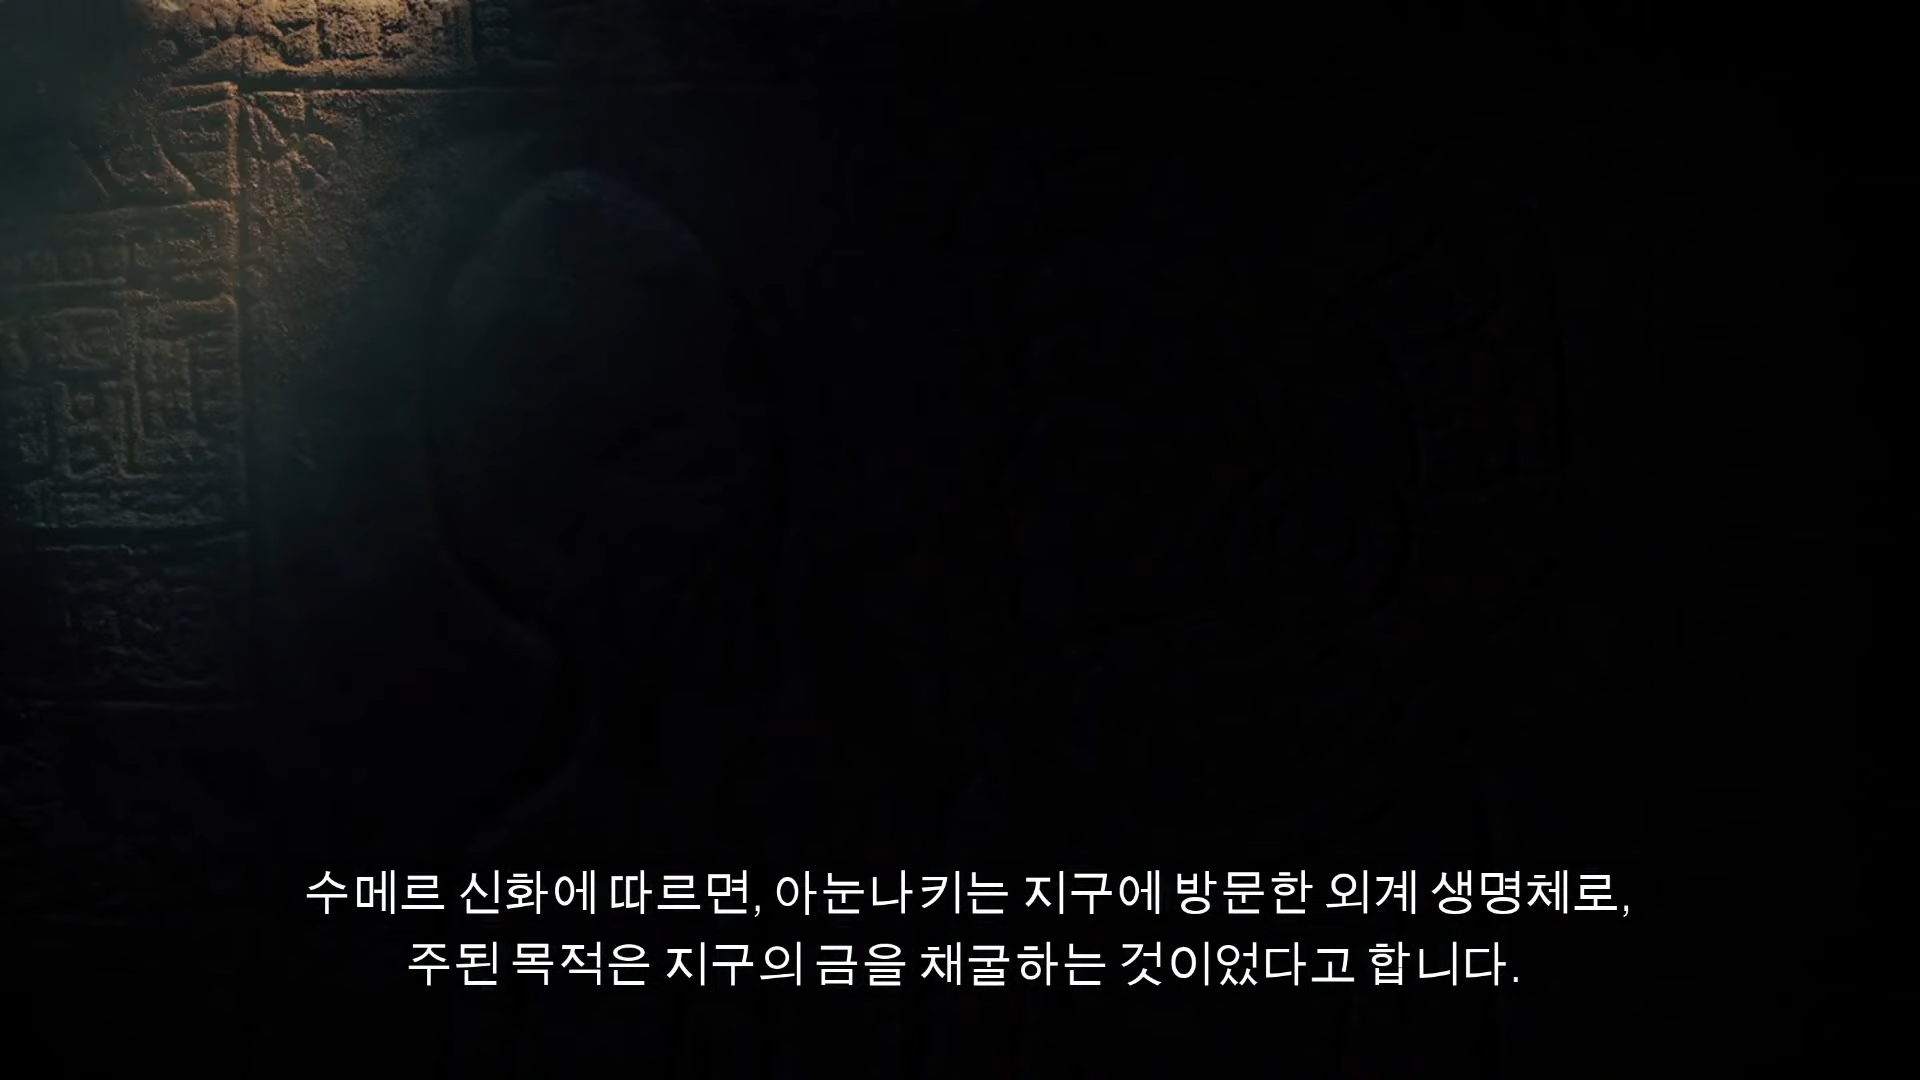 수메르 신화에 따르면, 아눈나키는 지구에 방문한 외계 생명체로,
주된 목적은 지구의 금을 채굴하는 것이었다고 합니다.